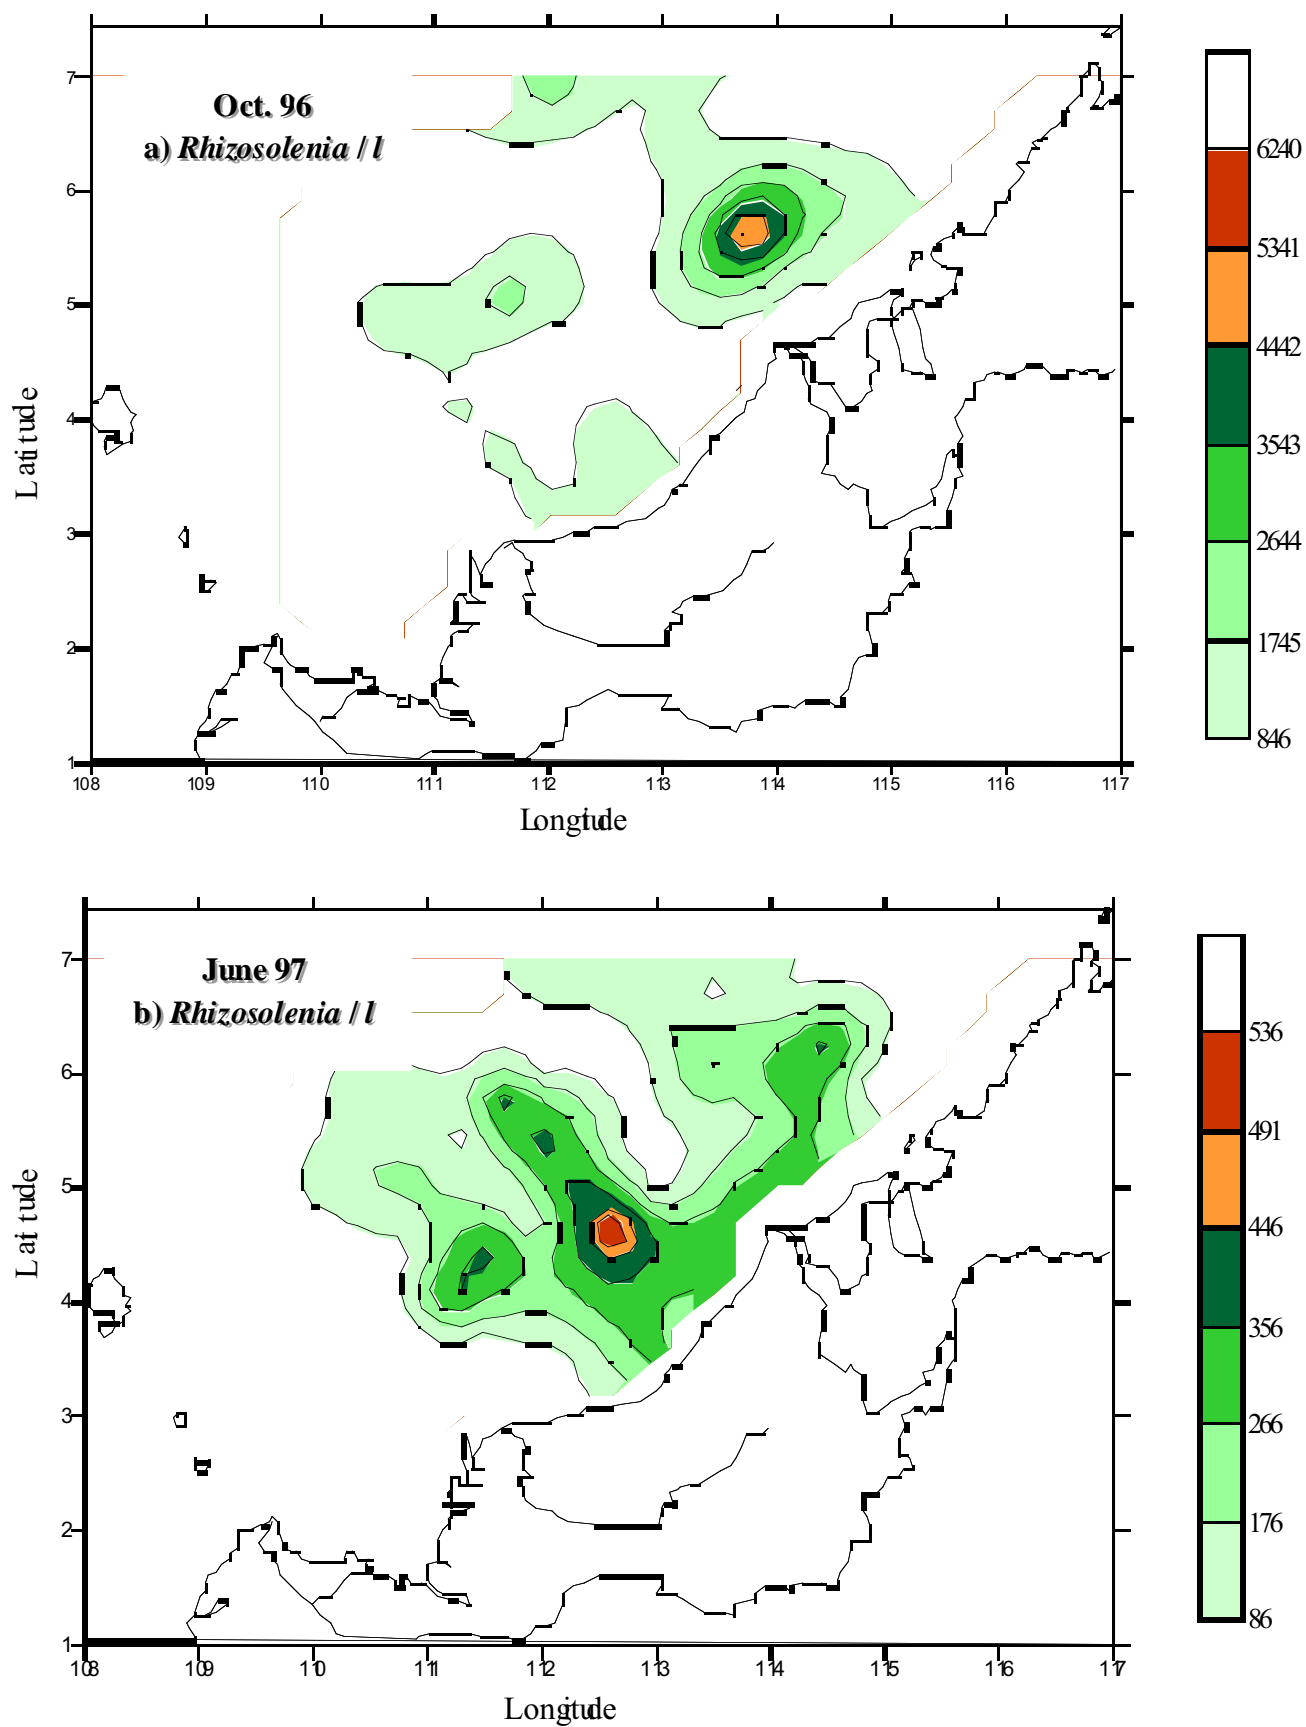 Oct. 96
a) Rhizosolenia / l
7
6
5
4
3
2
1
Latitude
108 109 110 111 112 113 114 115 116 117
Longitude
6240
5341
4442
3543
2644
1745
846
June 97
b) Rhizosolenia / l
7
6
5
4
3
2
1
Latitude
108 109 110 111 112 113 114 115 116 117
Longitude
536
491
446
356
266
176
86